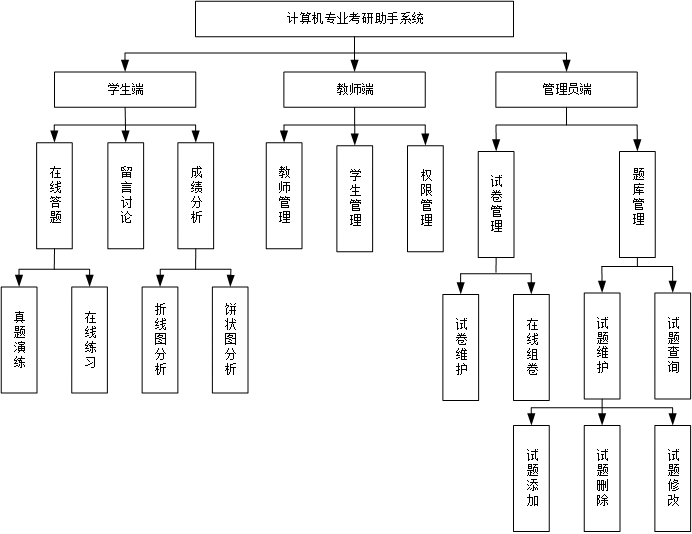 计算机专业考研助手系统
学生端
教师端
管理员端
在线答题
留言讨论
成绩分析
教师管理
学生管理
权限管理
试卷管理
题库管理
真题演练
在线练习
折线图分析
饼状图分析
试卷维护
在线组卷
试题维护
试题查询
试题添加
试题删除
试题修改